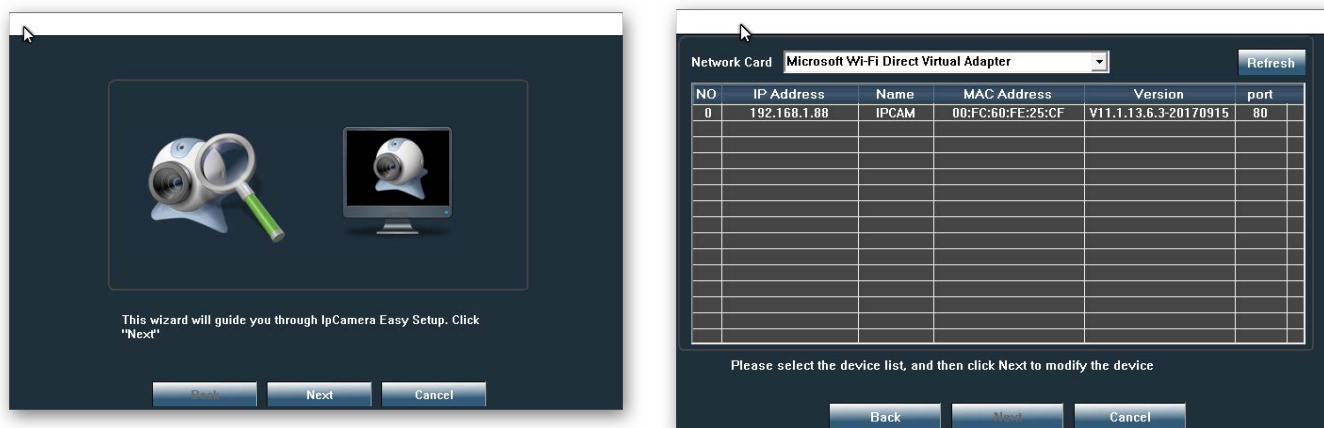 This wizard will guide you through IpCamera Easy Setup. Click
"Next"
Back Next Cancel
Network Card Microsoft Wi-Fi Direct Virtual Adapter Refresh
NO IP Address Name MAC Address Version port
0 192.168.1.88 IPCAM 00:FC:60:FE:25:CF V11.1.13.6.3-20170915 80
Please select the device list, and then click Next to modify the device
Back Next Cancel